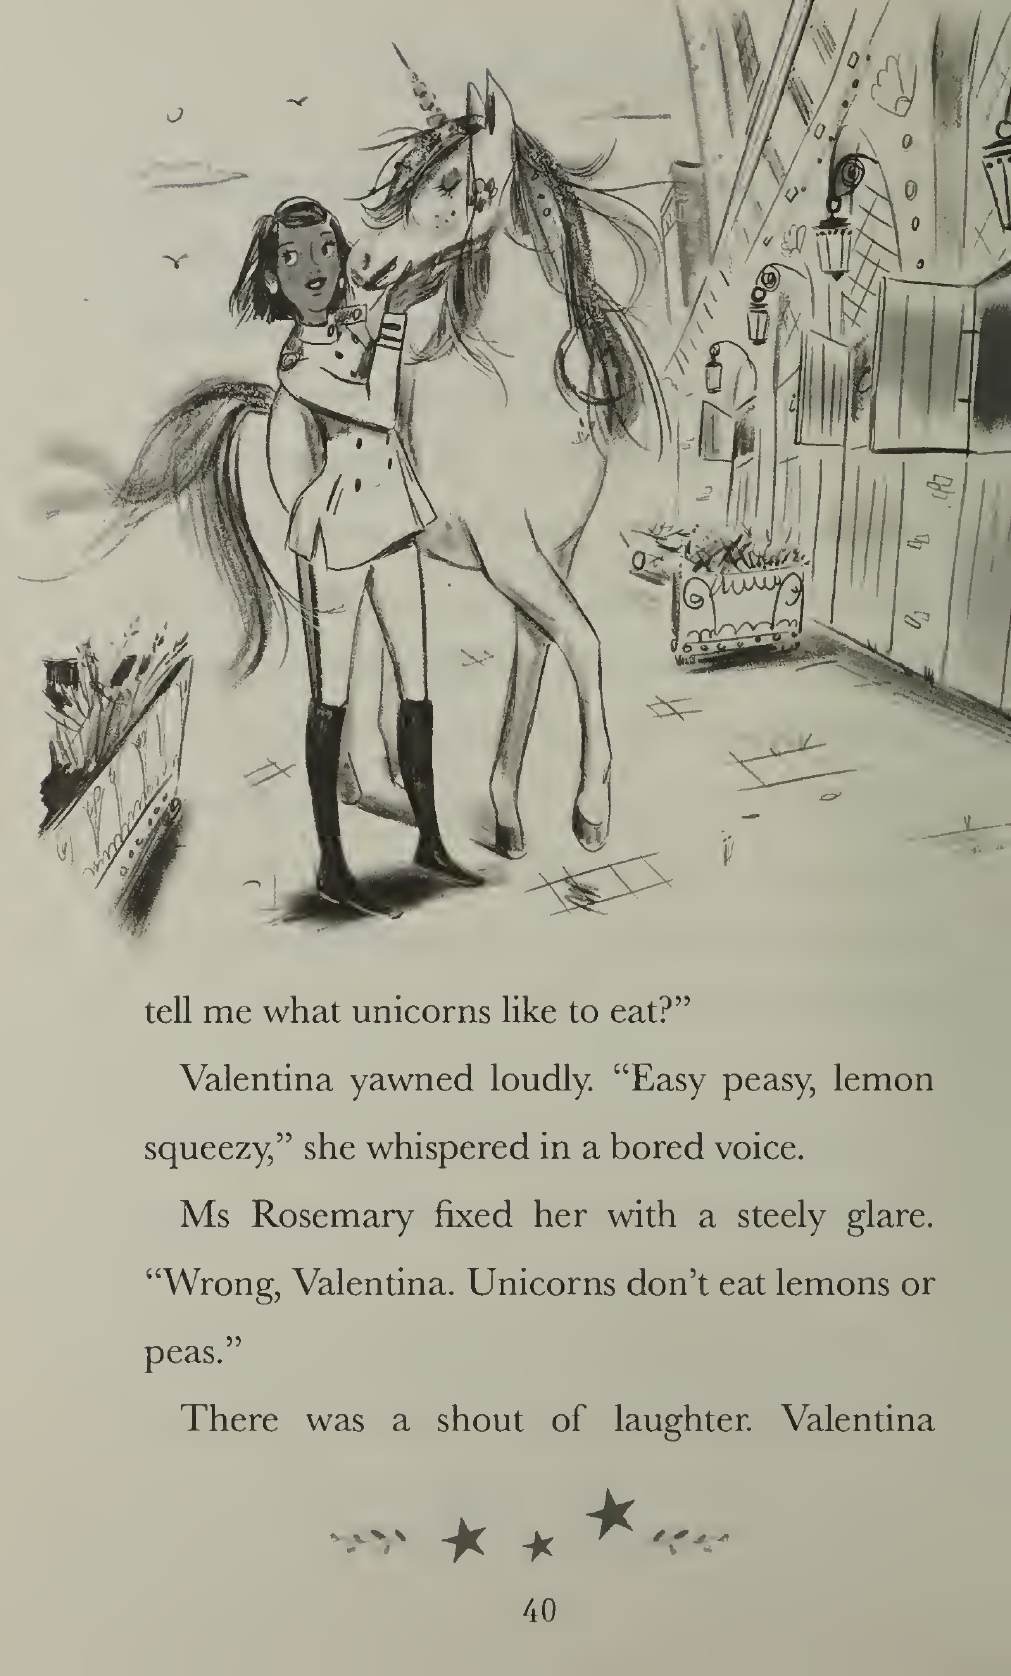 tell me what unicorns like to eat?”
Valentina yawned loudly. “Easy peasy, lemon
squeezy,” she whispered in a bored voice.
Ms Rosemary fixed her with a steely glare.
“Wrong, Valentina. Unicorns don’t eat lemons or
peas.”
There was a shout of laughter. Valentina
40